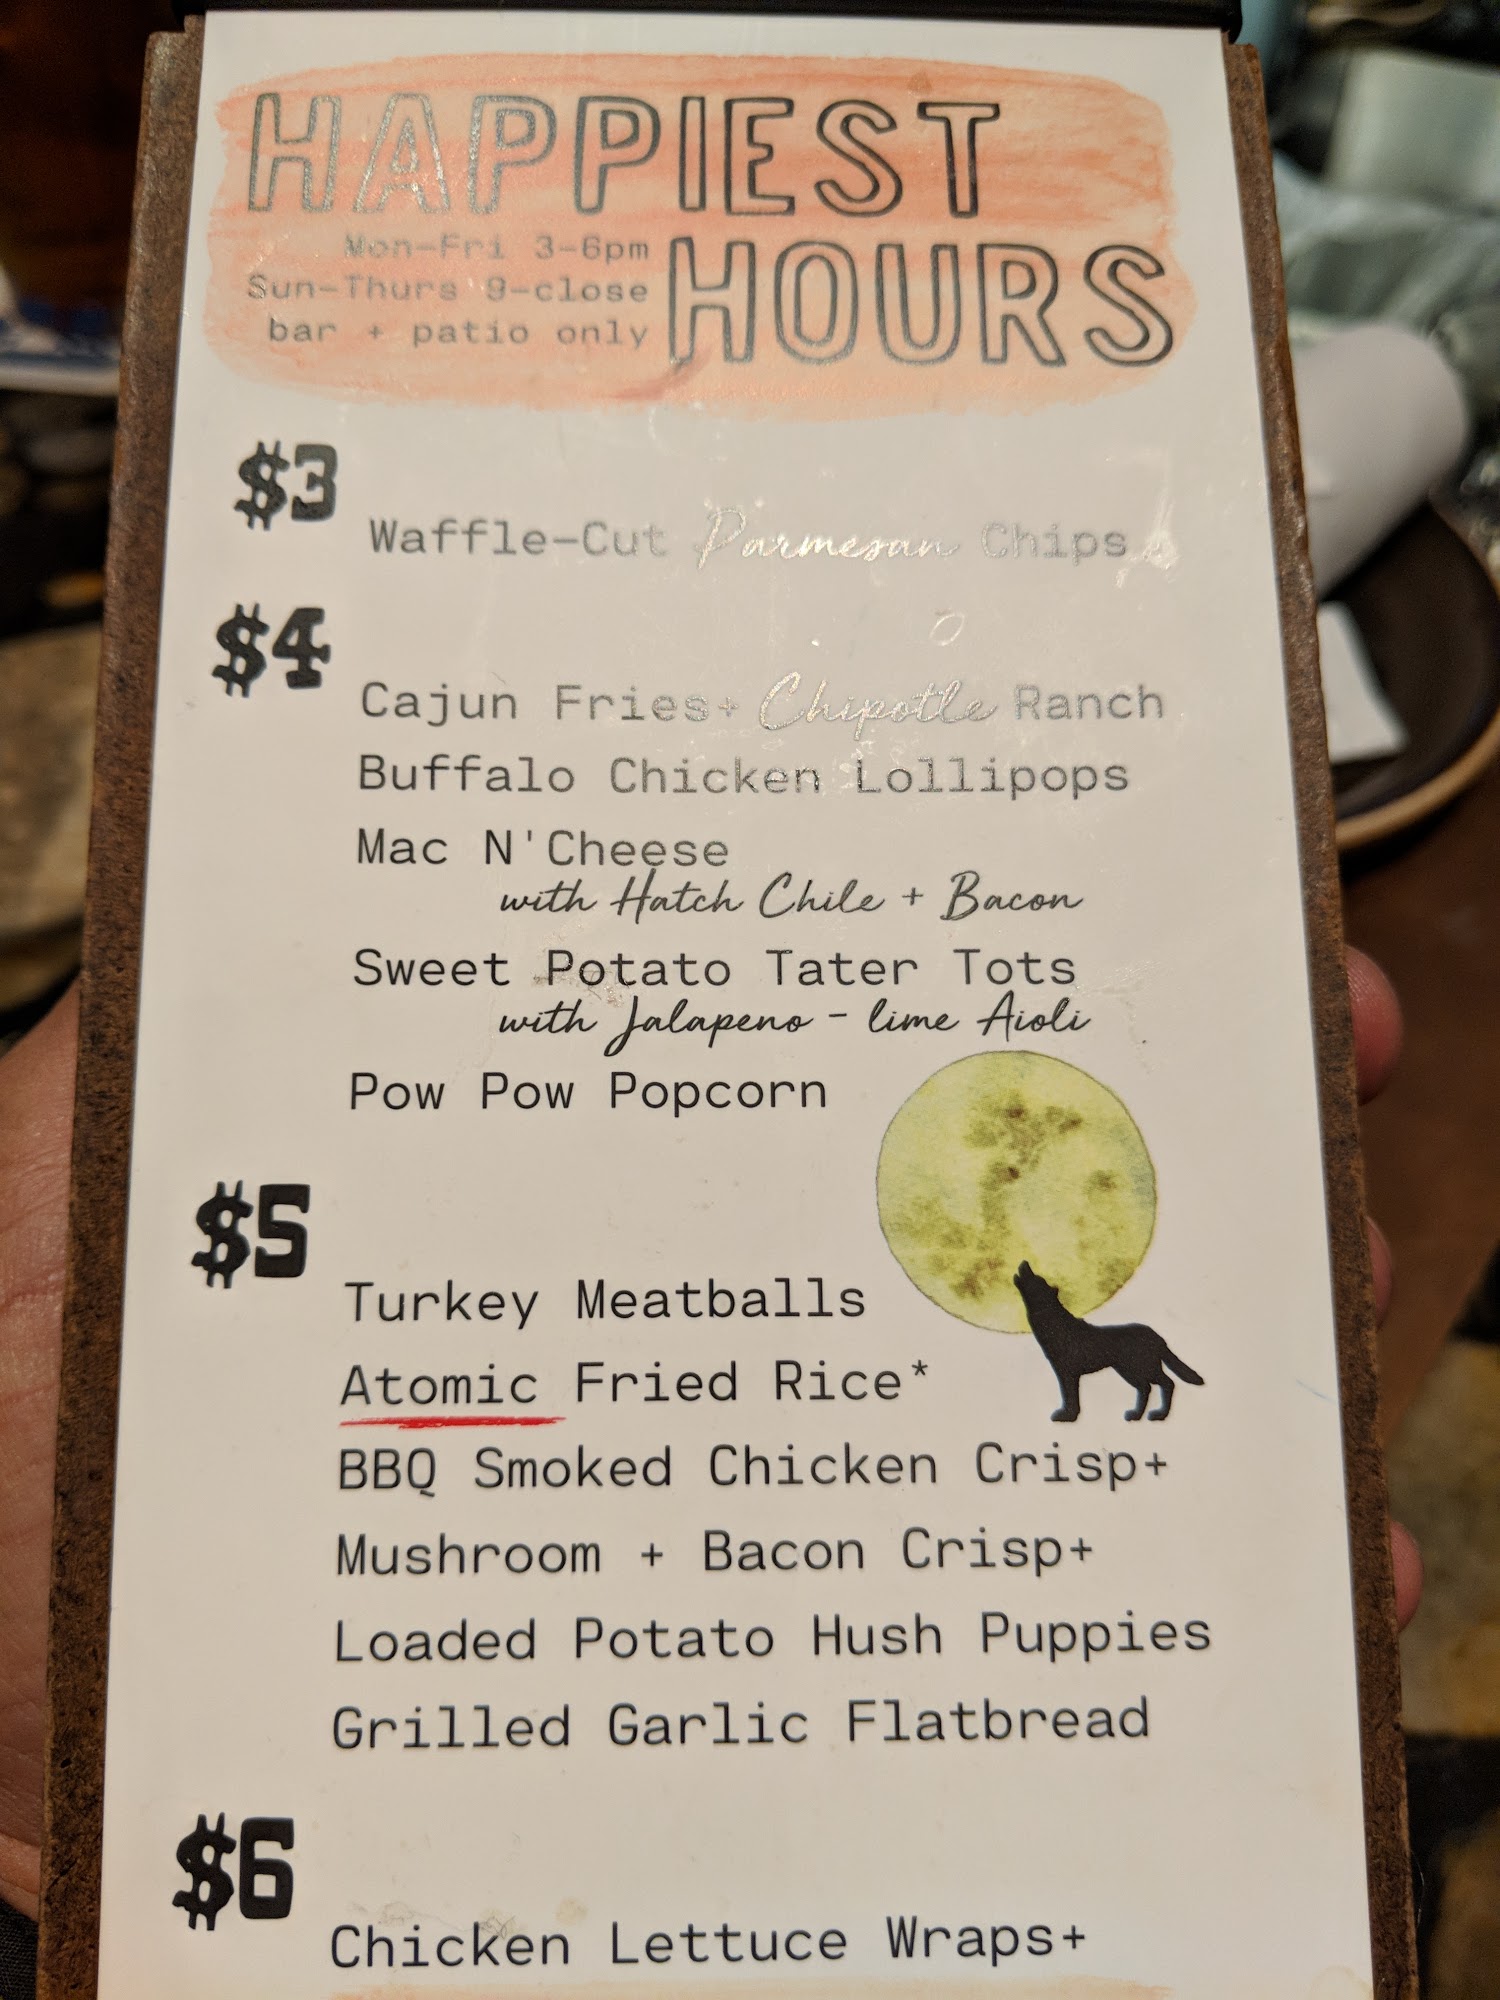 HAPPIEST
HOURS
Mon-Fri 3-6pm
Sun-Thurs 9-close
bar + patio only
$3
Waffle-Cut Parmesan Chips
$4
Cajun Fries+ Chipotle Ranch
Buffalo Chicken Lollipops
Mac N'Cheese
with Hatch Chile + Bacon
Sweet Potato Tater Tots
with Jalapeno - lime Aioli
Pow Pow Popcorn
$5
Turkey Meatballs
Atomic Fried Rice*
BBQ Smoked Chicken Crisp+
Mushroom + Bacon Crisp+
Loaded Potato Hush Puppies
Grilled Garlic Flatbread
$6
Chicken Lettuce Wraps+